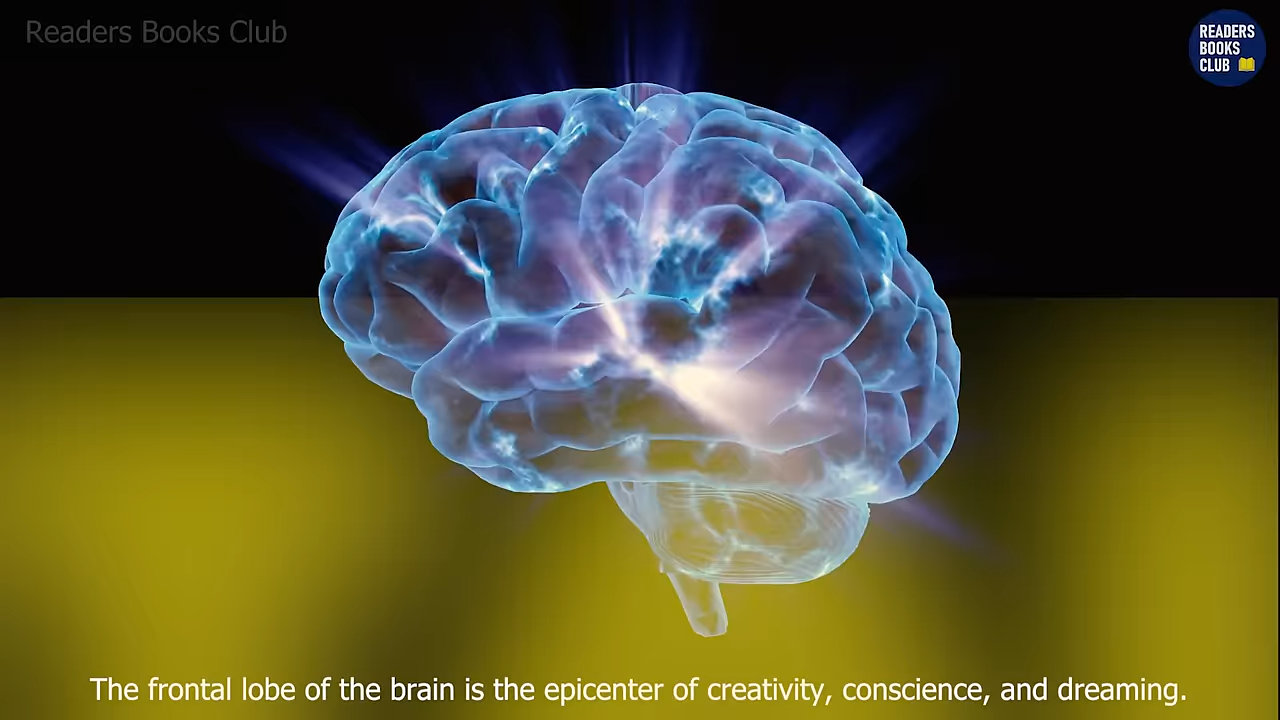 Readers Books Club
READERS
BOOKS
CLUB
The frontal lobe of the brain is the epicenter of creativity, conscience, and dreaming.